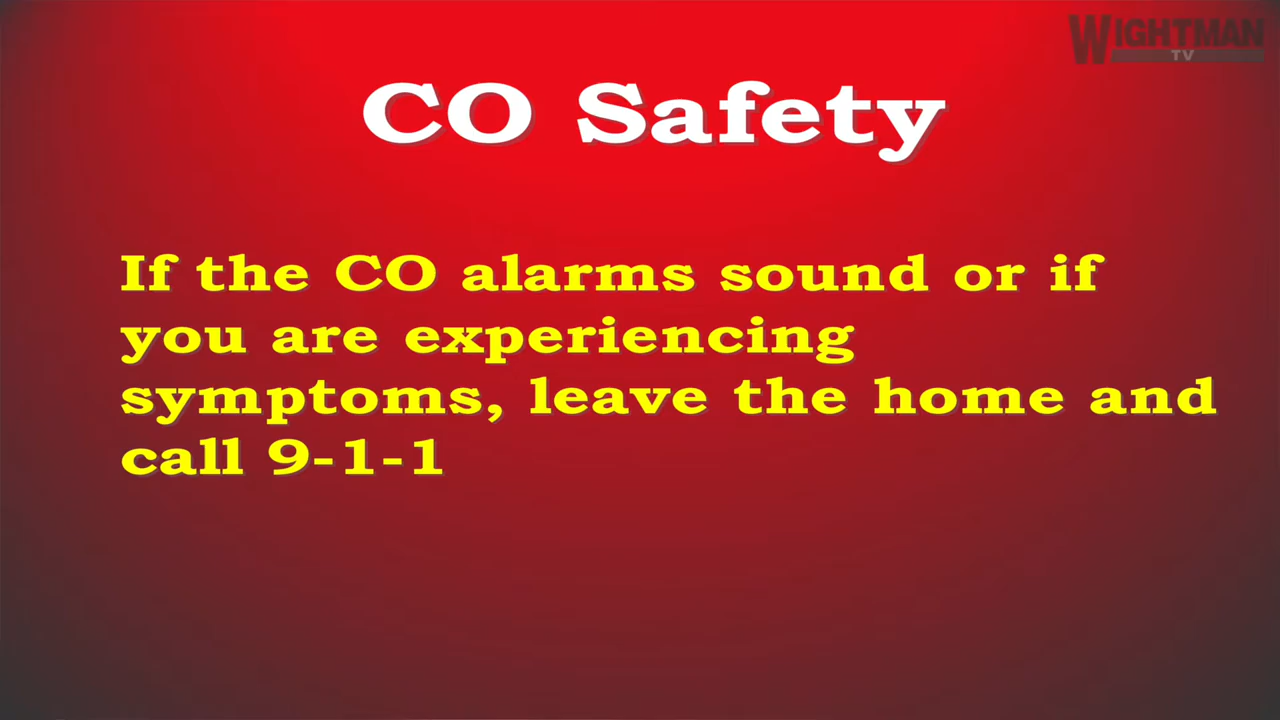 WIGHTMAN
TV
CO Safety
If the CO alarms sound or if
you are experiencing
symptoms, leave the home and
call 9-1-1